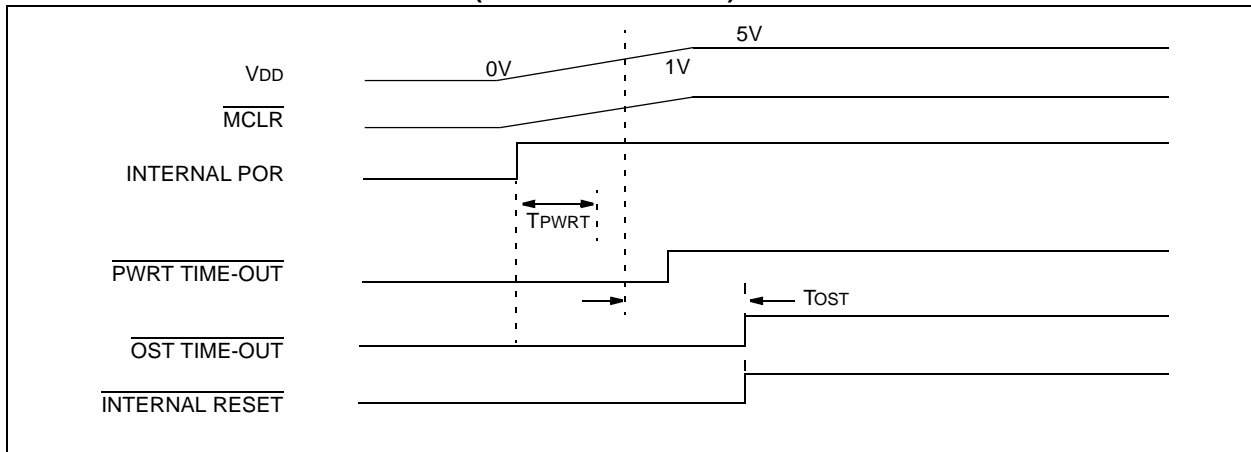 5V
VDD
0V
1V
MCLR
INTERNAL POR
TPWRT
PWRT TIME-OUT
TOST
OST TIME-OUT
INTERNAL RESET